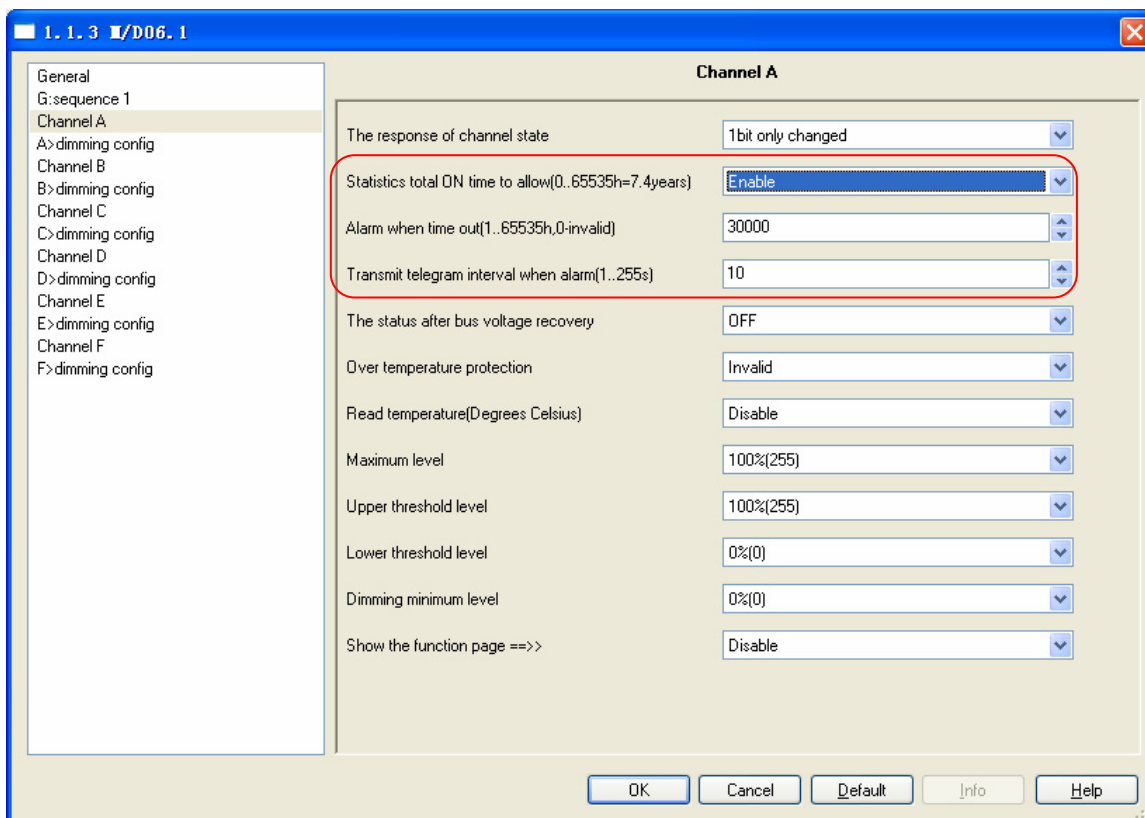 1.1.3 M/D06.1
General
G:sequence 1
Channel A
A>dimming config
Channel B
B>dimming config
Channel C
C>dimming config
Channel D
D>dimming config
Channel E
E>dimming config
Channel F
F>dimming config
Channel A
The response of channel state 1bit only changed
Statistics total ON time to allow(0..65535h=7.4years) Enable
Alarm when time out(1..65535h,0-invalid) 30000
Transmit telegram interval when alarm(1..255s) 10
The status after bus voltage recovery OFF
Over temperature protection Invalid
Read temperature(Degrees Celsius) Disable
Maximum level 100%(255)
Upper threshold level 100%(255)
Lower threshold level 0%(0)
Dimming minimum level 0%(0)
Show the function page ==>> Disable
OK Cancel Default Info Help